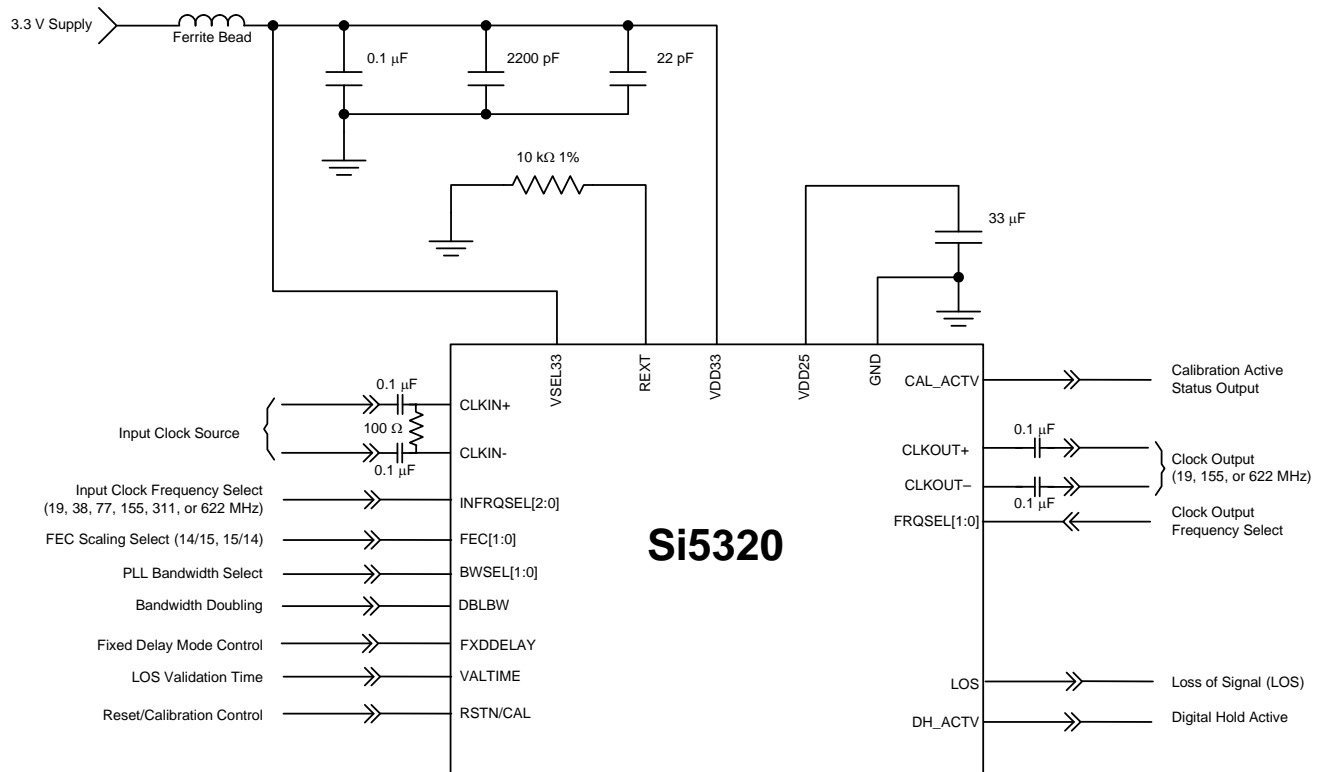 3.3 V Supply
Ferrite Bead
0.1 μF
2200 pF
22 pF
10 kΩ 1%
33 μF
VSEL33
REXT
VDD33
VDD25
GND
Input Clock Source
0.1 μF
100 Ω
0.1 μF
CLKIN+
CLKIN-
Input Clock Frequency Select
(19, 38, 77, 155, 311, or 622 MHz)
INFRQSEL[2:0]
FEC Scaling Select (14/15, 15/14)
FEC[1:0]
PLL Bandwidth Select
BWSEL[1:0]
Bandwidth Doubling
DBLBW
Fixed Delay Mode Control
FXDDELAY
LOS Validation Time
VALTIME
Reset/Calibration Control
RSTN/CAL
Si5320
CAL_ACTV
Calibration Active
Status Output
CLKOUT+
0.1 μF
CLKOUT–
0.1 μF
Clock Output
(19, 155, or 622 MHz)
FRQSEL[1:0]
Clock Output
Frequency Select
LOS
Loss of Signal (LOS)
DH_ACTV
Digital Hold Active